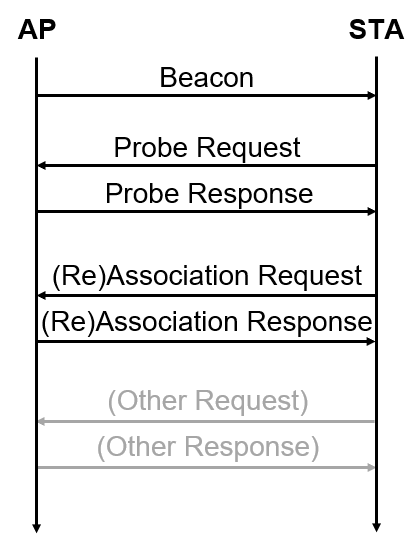 AP
STA
Beacon
Probe Request
Probe Response
(Re)Association Request
(Re)Association Response
(Other Request)
(Other Response)